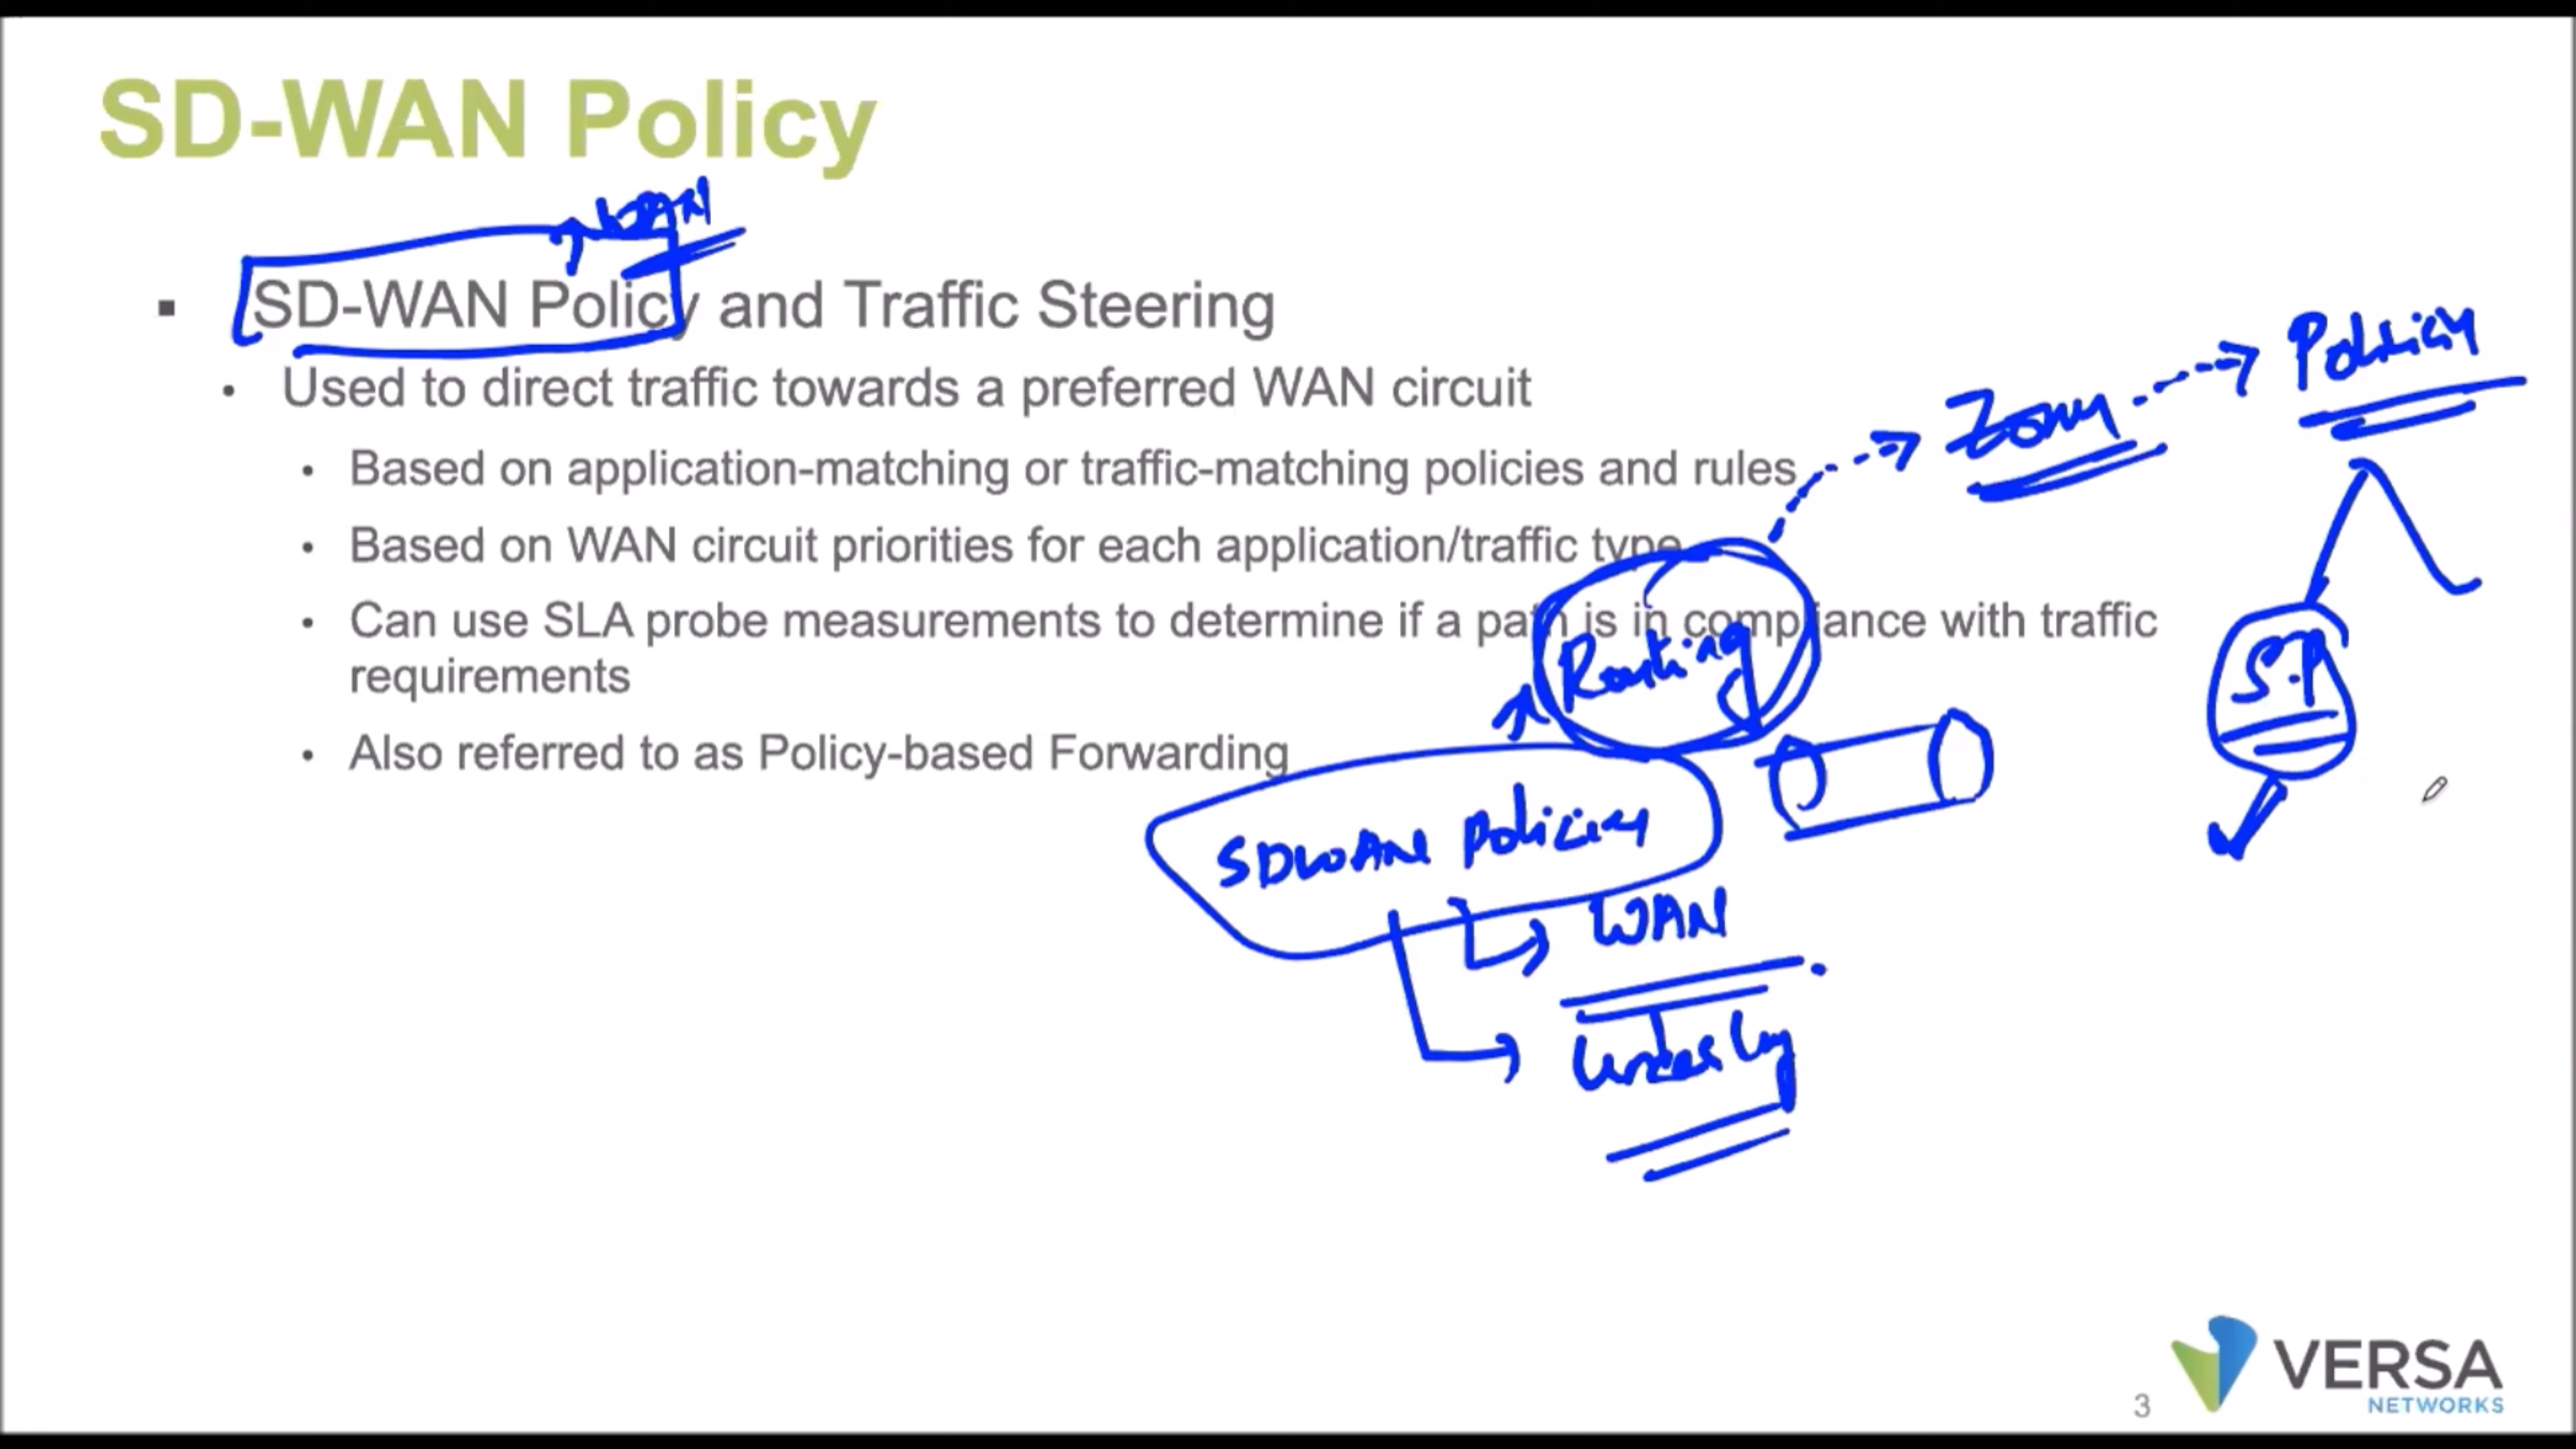 SD-WAN Policy
WAN
▪ SD-WAN Policy and Traffic Steering
• Used to direct traffic towards a preferred WAN circuit
• Based on application-matching or traffic-matching policies and rules
• Based on WAN circuit priorities for each application/traffic type
• Can use SLA probe measurements to determine if a path is in compliance with traffic
requirements
• Also referred to as Policy-based Forwarding
Policy
Routing
S.P
SDWAN Policies
WAN
VERSA
NETWORKS
3